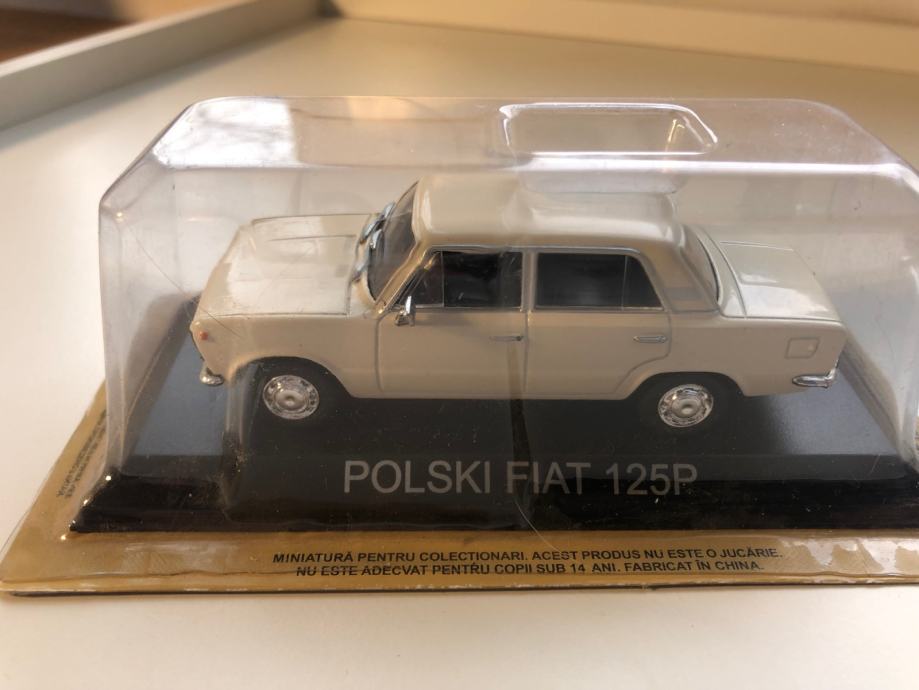 POLSKI FIAT 125P
MINIATURĂ PENTRU COLECȚIONARI. ACEST PRODUS NU ESTE O JUCĂRIE.
NU ESTE ADECVAT PENTRU COPII SUB 14 ANI. FABRICAT ÎN CHINA.